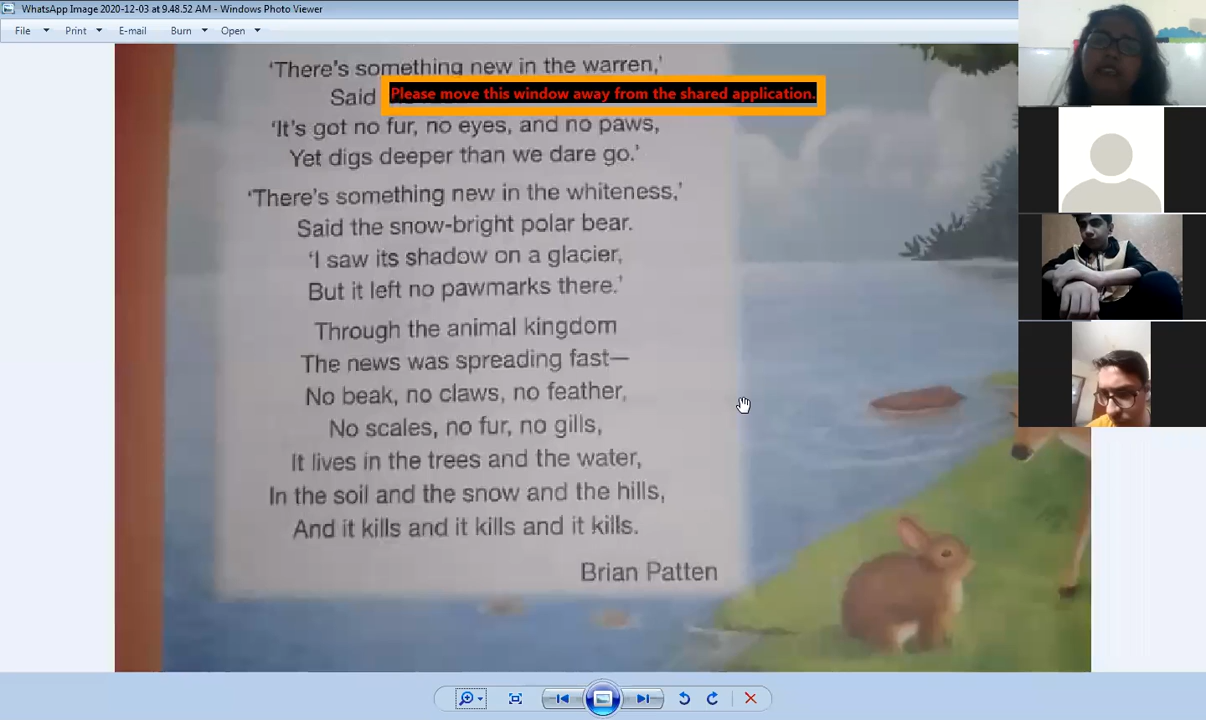 WhatsApp Image 2020-12-03 at 9.48.52 AM - Windows Photo Viewer
File Print E-mail Burn Open
'There's something new in the warren,'
Said
Please move this window away from the shared application.
'It's got no fur, no eyes, and no paws,
Yet digs deeper than we dare go.'
'There's something new in the whiteness,'
Said the snow-bright polar bear.
'I saw its shadow on a glacier,
But it left no pawmarks there.'
Through the animal kingdom
The news was spreading fast—
No beak, no claws, no feather,
No scales, no fur, no gills,
It lives in the trees and the water,
In the soil and the snow and the hills,
And it kills and it kills and it kills.
Brian Patten